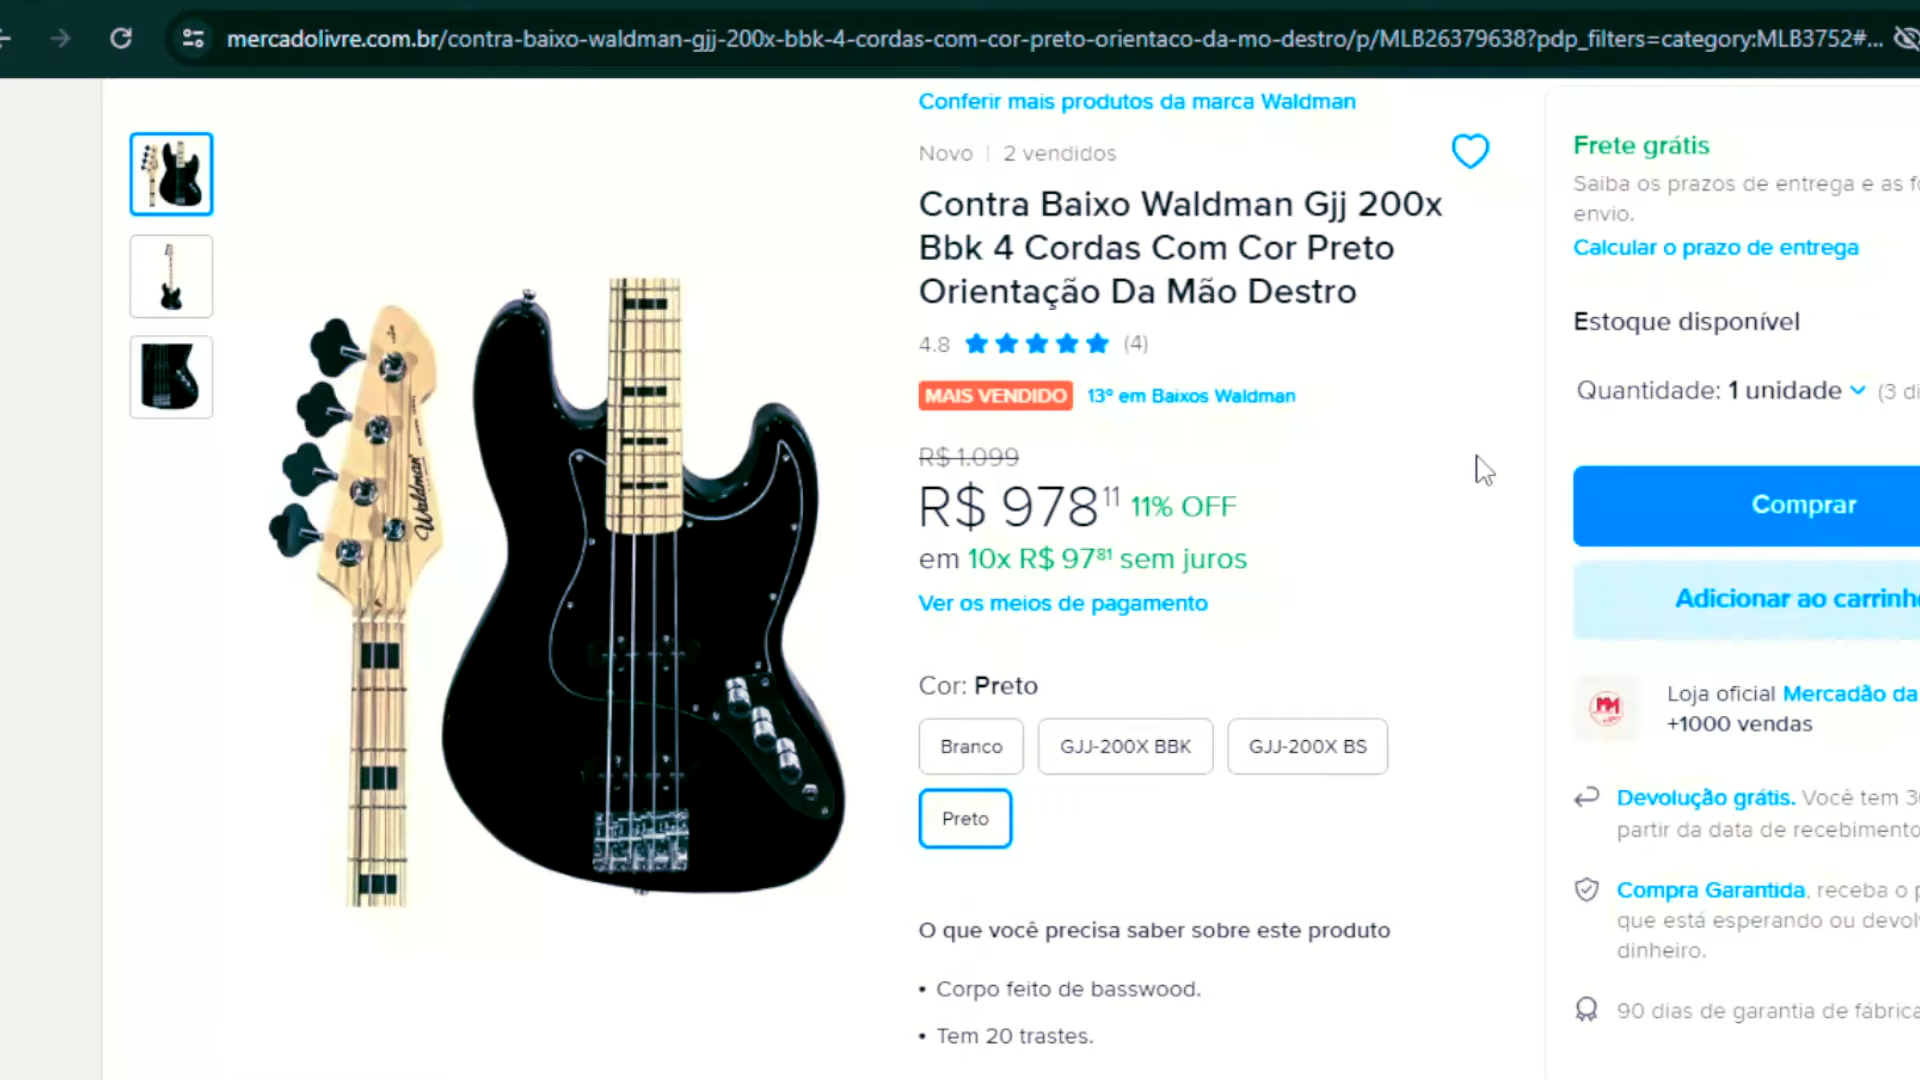 mercadolivre.com.br/contra-baixo-waldman-gjj-200x-bbk-4-cordas-com-cor-preto-orientaco-da-mo-destro/p/MLB26379638?pdp_filters=category:MLB3752#...
Conferir mais produtos da marca Waldman
Novo | 2 vendidos
Contra Baixo Waldman Gjj 200x
Bbk 4 Cordas Com Cor Preto
Orientação Da Mão Destro
4.8 (4)
MAIS VENDIDO 13º em Baixos Waldman
R$ 1.099
R$ 978 11 11% OFF
em 10x R$ 97 81 sem juros
Ver os meios de pagamento
Cor: Preto
Branco
GJJ-200X BBK
GJJ-200X BS
Preto
O que você precisa saber sobre este produto
• Corpo feito de basswood.
• Tem 20 trastes.
Waldman
Frete grátis
Saiba os prazos de entrega e as
envio.
Calcular o prazo de entrega
Estoque disponível
Quantidade: 1 unidade (3
Comprar
Adicionar ao
Loja oficial Mercadão da
+1000 vendas
Devolução grátis. Você tem
partir da data de recebimento
Compra Garantida, receba o
que está esperando ou
dinheiro.
90 dias de garantia de